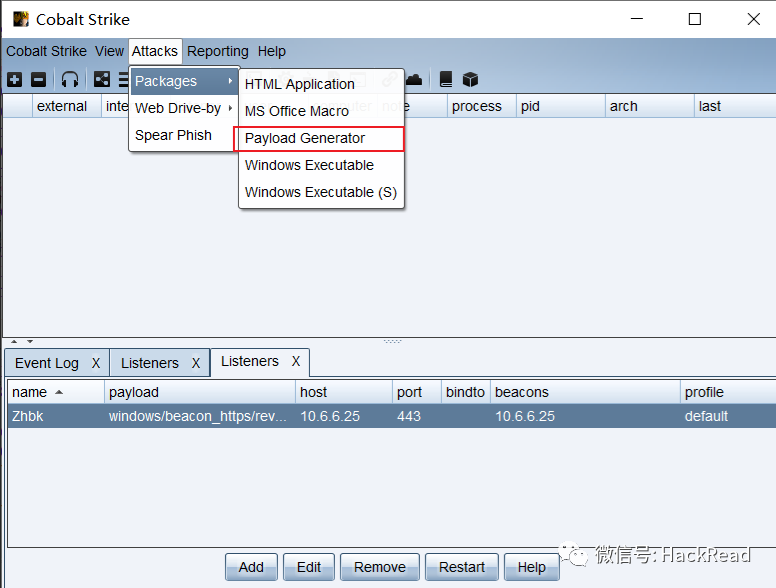 Cobalt Strike
Cobalt Strike View Attacks Reporting Help
Packages
Web Drive-by
Spear Phish
HTML Application
MS Office Macro
Payload Generator
Windows Executable
Windows Executable (S)
external inte note process pid arch last
Event Log X Listeners X Listeners X
name payload host port bindto beacons profile
Zhbk windows/beacon_https/rev... 10.6.6.25 443 10.6.6.25 default
Add Edit Remove Restart Help
微信号: HackRead